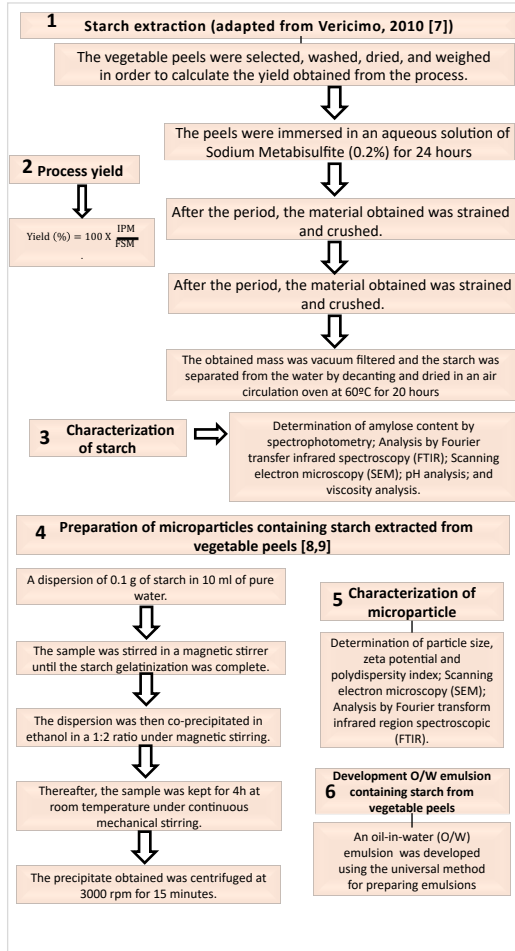 1 Starch extraction (adapted from Vericimo, 2010 [7])
The vegetable peels were selected, washed, dried, and weighed
in order to calculate the yield obtained from the process.
The peels were immersed in an aqueous solution of
Sodium Metabisulfite (0.2%) for 24 hours
2 Process yield
Yield (%) = 100 X IPM
FSM
.
After the period, the material obtained was strained
and crushed.
After the period, the material obtained was strained
and crushed.
The obtained mass was vacuum filtered and the starch was
separated from the water by decanting and dried in an air
circulation oven at 60ºC for 20 hours
3 Characterization
of starch
Determination of amylose content by
spectrophotometry; Analysis by Fourier
transfer infrared spectroscopy (FTIR); Scanning
electron microscopy (SEM); pH analysis; and
viscosity analysis.
4 Preparation of microparticles containing starch extracted from
vegetable peels [8,9]
A dispersion of 0.1 g of starch in 10 ml of pure
water.
The sample was stirred in a magnetic stirrer
until the starch gelatinization was complete.
The dispersion was then co-precipitated in
ethanol in a 1:2 ratio under magnetic stirring.
Thereafter, the sample was kept for 4h at
room temperature under continuous
mechanical stirring.
The precipitate obtained was centrifuged at
3000 rpm for 15 minutes.
5 Characterization of
microparticle
Determination of particle size,
zeta potential and
polydispersity index; Scanning
electron microscopy (SEM);
Analysis by Fourier transform
infrared region spectroscopic
(FTIR).
6 Development O/W emulsion
containing starch from
vegetable peels
An oil-in-water (O/W)
emulsion was developed
using the universal method
for preparing emulsions